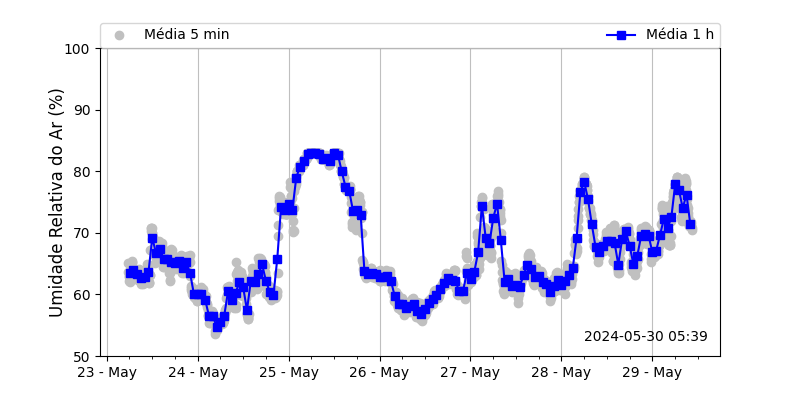 Média 5 min
Média 1 h
Umidade Relativa do Ar (%)
100
90
80
70
60
50
2024-05-30 05:39
23 - May
24 - May
25 - May
26 - May
27 - May
28 - May
29 - May